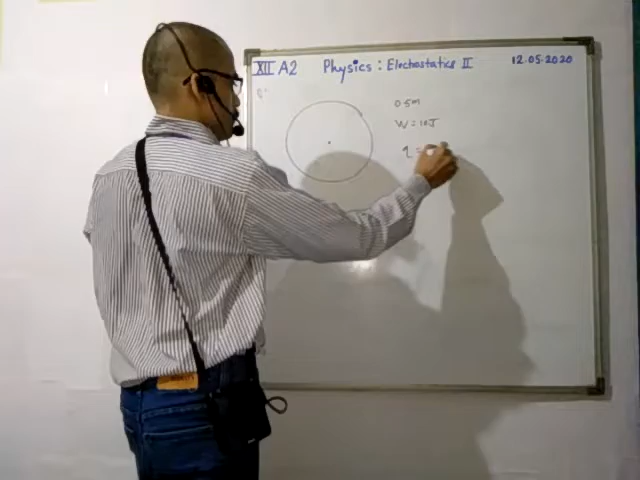 XII A2 Physics : Electrostatics II 12.05.2020
0.5m
W = 10J
q =